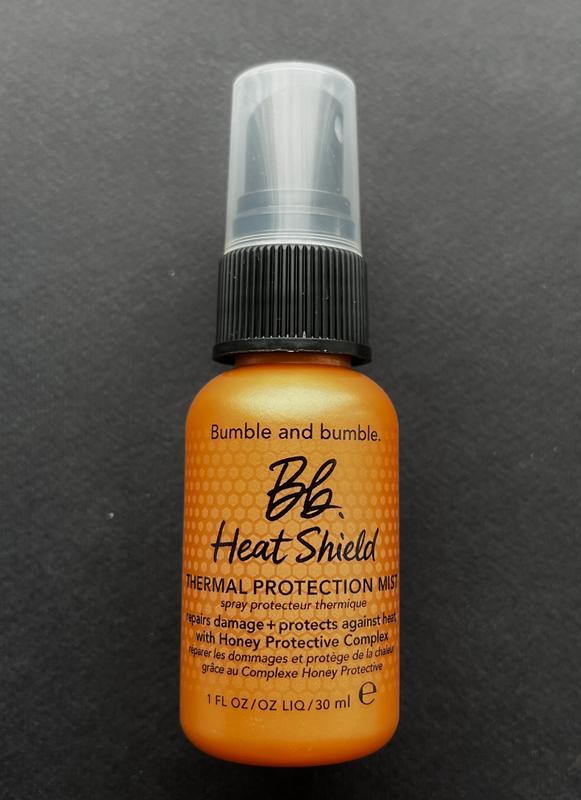 Bumble and bumble.
Bb.
Heat Shield
THERMAL PROTECTION MIST
spray protecteur thermique
repairs damage + protects against heat
with Honey Protective Complex
réparer les dommages et protège de la chaleur
grâce au Complexe Honey Protective
1 FL OZ/OZ LIQ/30 ml ℮